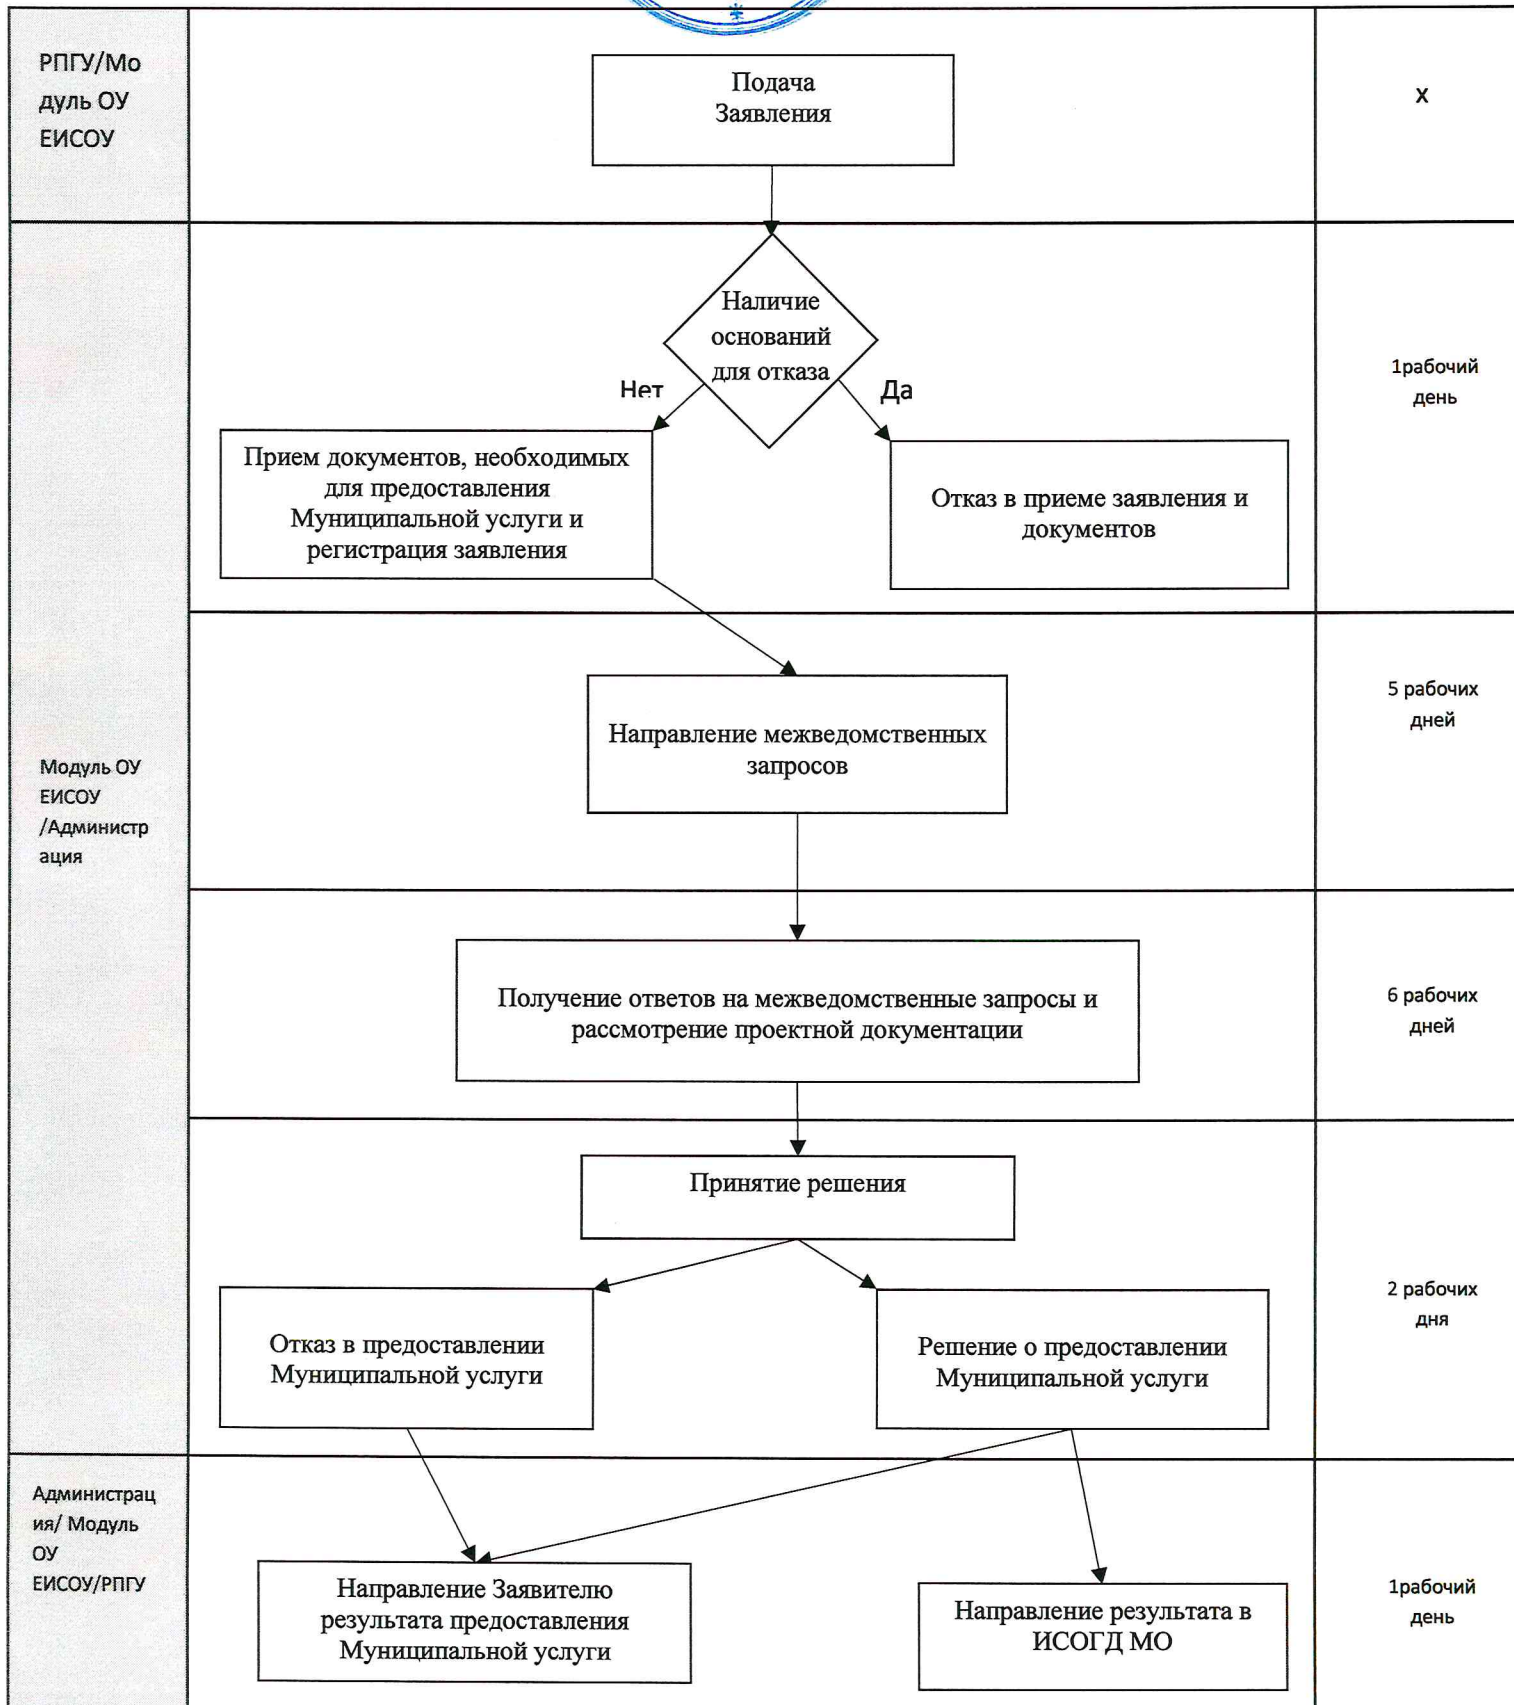 РПГУ/Мо
дуль ОУ
ЕИСОУ
Подача
Заявления
х
Наличие
оснований
для отказа
Нет
Да
1рабочий
день
Прием документов, необходимых
для предоставления
Муниципальной услуги и
регистрация заявления
Отказ в приеме заявления и
документов
Модуль ОУ
ЕИСОУ
/Администр
ация
Направление межведомственных
запросов
5 рабочих
дней
Получение ответов на межведомственные запросы и
рассмотрение проектной документации
6 рабочих
дней
Принятие решения
Отказ в предоставлении
Муниципальной услуги
Решение о предоставлении
Муниципальной услуги
2 рабочих
дня
Администрац
ия/ Модуль
ОУ
ЕИСОУ/РПГУ
Направление Заявителю
результата предоставления
Муниципальной услуги
Направление результата в
ИСОГД МО
1рабочий
день